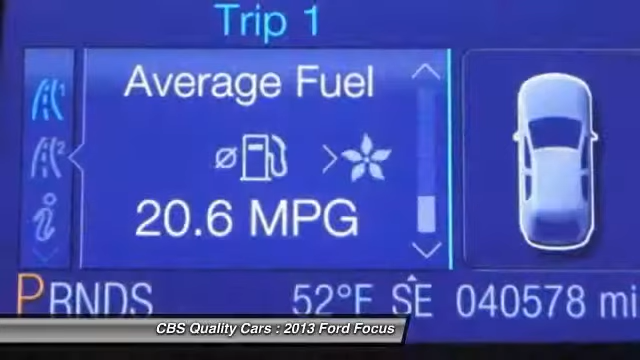 Trip 1
Average Fuel
20.6 MPG
PRNDS 52°F SE 040578 mi
CBS Quality Cars : 2013 Ford Focus